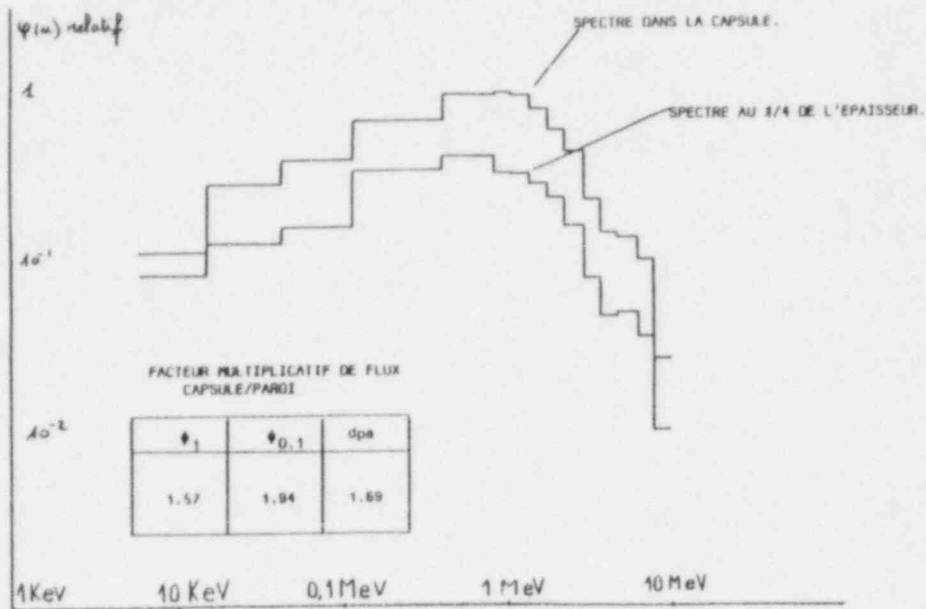 φ(u) relatif
SPECTRE DANS LA CAPSULE.
1
SPECTRE AU 1/4 DE L'EPAISSEUR.
10⁻¹
FACTEUR MULTIPLICATIF DE FLUX
CAPSULE/PAROI
10⁻²
ϕ₁ ϕ₀.₁ dpa
1.57 1.94 1.69
1KeV 10 KeV 0,1 MeV 1 MeV 10 MeV